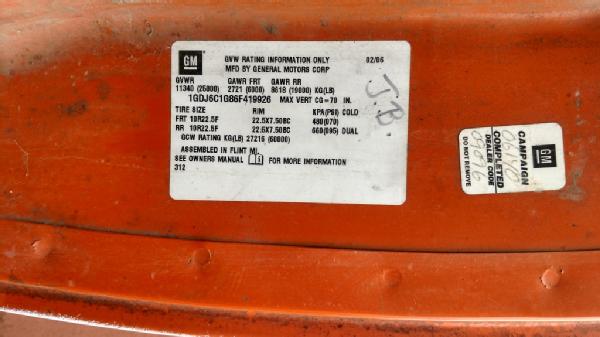 GM
GVW RATING INFORMATION ONLY 02/06
MFD BY GENERAL MOTORS CORP
GVWR GAWR FRT GAWR RR
11340 (25000) 2721 (6000) 8618 (19000) KG(LB)
1GDJ6C1G86F419926 MAX VERT CG = 70 IN.
TIRE SIZE RIM KPA(PSI) COLD
FRT 10R22.5F 22.5X7.50BC 480(070)
RR 10R22.5F 22.5X7.50BC 660(095) DUAL
GCW RATING KG(LB) 27216 (60000)
ASSEMBLED IN FLINT MI.
SEE OWNERS MANUAL FOR MORE INFORMATION
312
J.B.
GM
CAMPAIGN
COMPLETED
DEALER CODE
DO NOT REMOVE